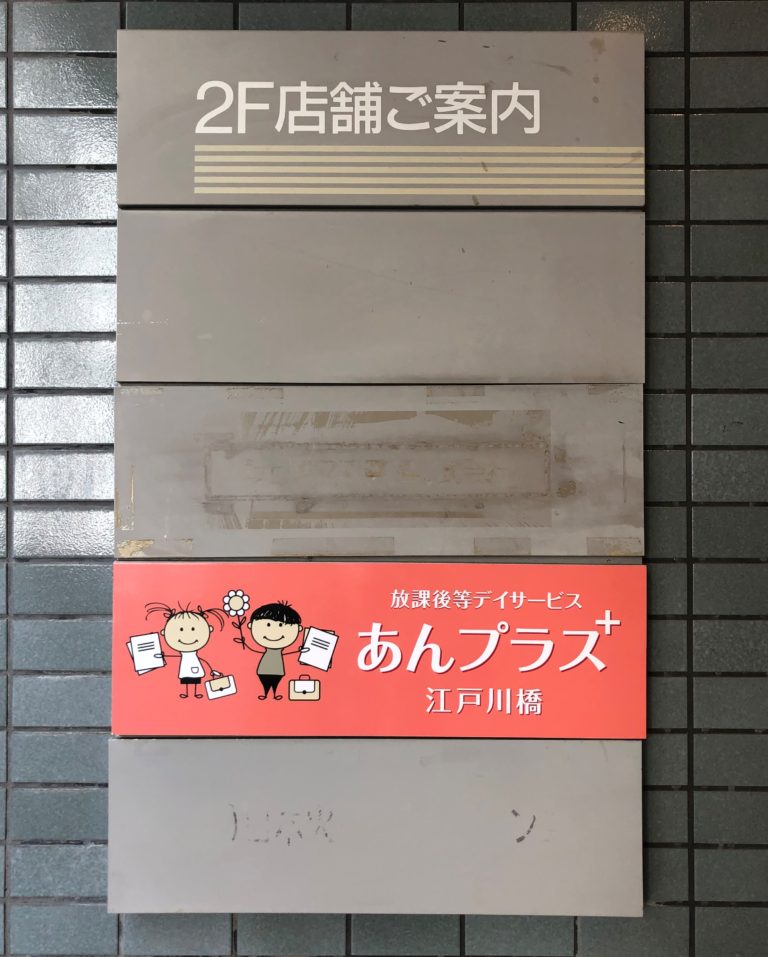 2F店舗ご案内
放課後等デイサービス
あんプラス+
江戸川橋